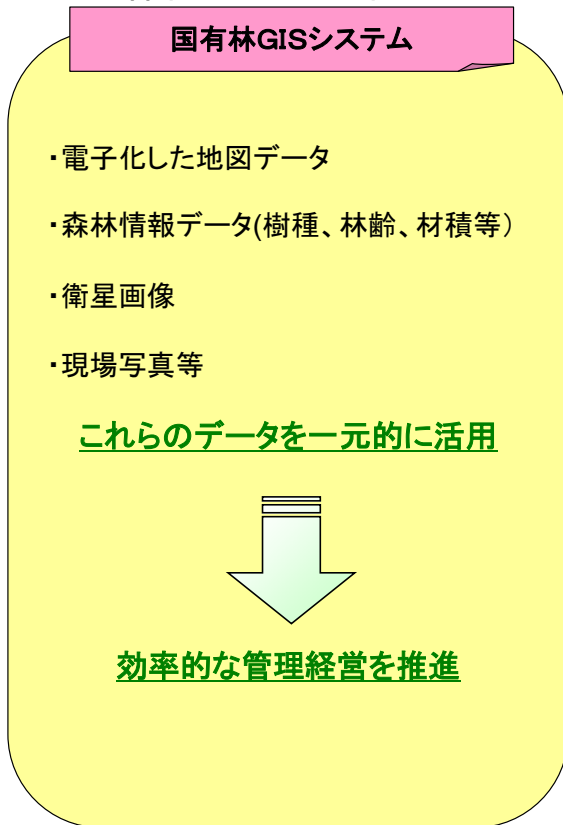 国有林GISシステム
・電子化した地図データ
・森林情報データ(樹種、林齢、材積等）
・衛星画像
・現場写真等
これらのデータを一元的に活用
効率的な管理経営を推進